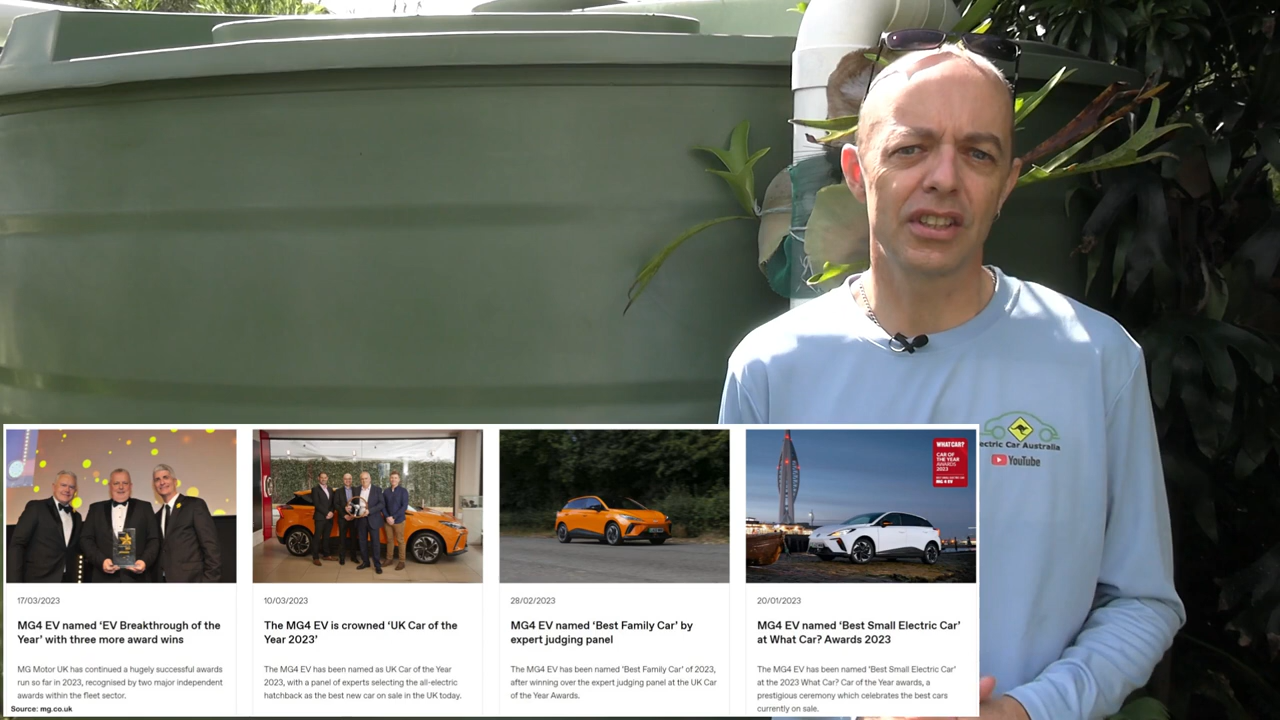 WHAT CAR?
CAR OF
THE YEAR
AWARDS
2023
MG 4 EV
ectric Car Australia
YouTube
17/03/2023
MG4 EV named ‘EV Breakthrough of the
Year’ with three more award wins
MG Motor UK has continued a hugely successful awards
run so far in 2023, recognised by two major independent
awards within the fleet sector.
10/03/2023
The MG4 EV is crowned ‘UK Car of the
Year 2023’
The MG4 EV has been named as UK Car of the Year
2023, with a panel of experts selecting the all-electric
hatchback as the best new car on sale in the UK today.
28/02/2023
MG4 EV named ‘Best Family Car’ by
expert judging panel
The MG4 EV has been named ‘Best Family Car’ of 2023,
after winning over the expert judging panel at the UK Car
of the Year Awards.
20/01/2023
MG4 EV named ‘Best Small Electric Car’
at What Car? Awards 2023
The MG4 EV has been named ‘Best Small Electric Car’
at the 2023 What Car? Car of the Year awards, a
prestigious ceremony which celebrates the best cars
currently on sale.
Source: mg.co.uk